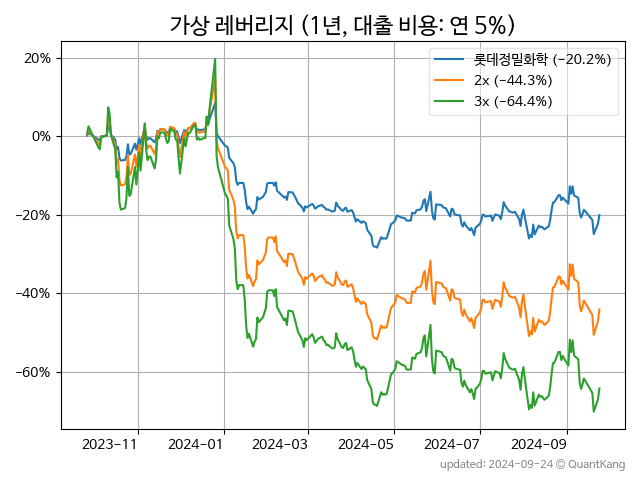 가상 레버리지 (1년, 대출 비용: 연 5%)
롯데정밀화학 (−20.2%)
2x (−44.3%)
3x (−64.4%)
20%
0%
−20%
−40%
−60%
2023−11 2024−01 2024−03 2024−05 2024−07 2024−09
updated: 2024−09−24 @ QuantKang